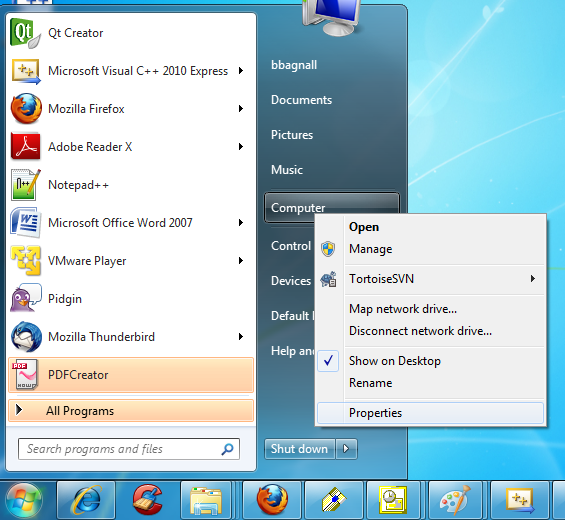 Qt Creator
Microsoft Visual C++ 2010 Express
Mozilla Firefox
Adobe Reader X
Notepad++
Microsoft Office Word 2007
VMware Player
Pidgin
Mozilla Thunderbird
PDFCreator
All Programs
Search programs and files
bbagnall
Documents
Pictures
Music
Computer
Control
Devices
Default
Help and
Shut down
Open
Manage
TortoiseSVN
Map network drive...
Disconnect network drive...
Show on Desktop
Rename
Properties